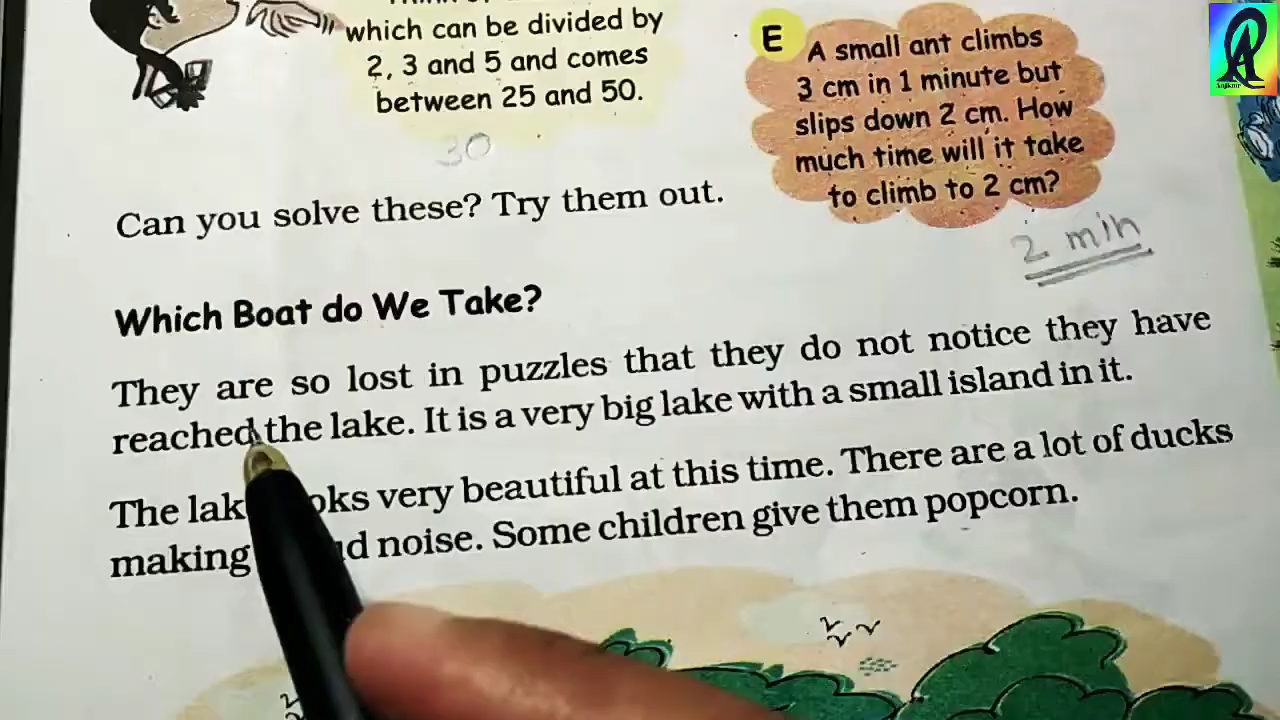 which can be divided by
2, 3 and 5 and comes
between 25 and 50.
30
E
A small ant climbs
3 cm in 1 minute but
slips down 2 cm. How
much time will it take
to climb to 2 cm?
2 min
Can you solve these? Try them out.
Which Boat do We Take?
They are so lost in puzzles that they do not notice they have
reached the lake. It is a very big lake with a small island in it.
The very beautiful at this time. There are a lot of ducks
making noise. Some children give them popcorn.